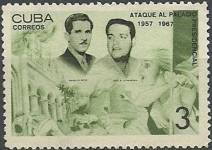 CUBA
CORREOS
ATAQUE AL PALACIO
PRESIDENCIAL
1957 1967
3